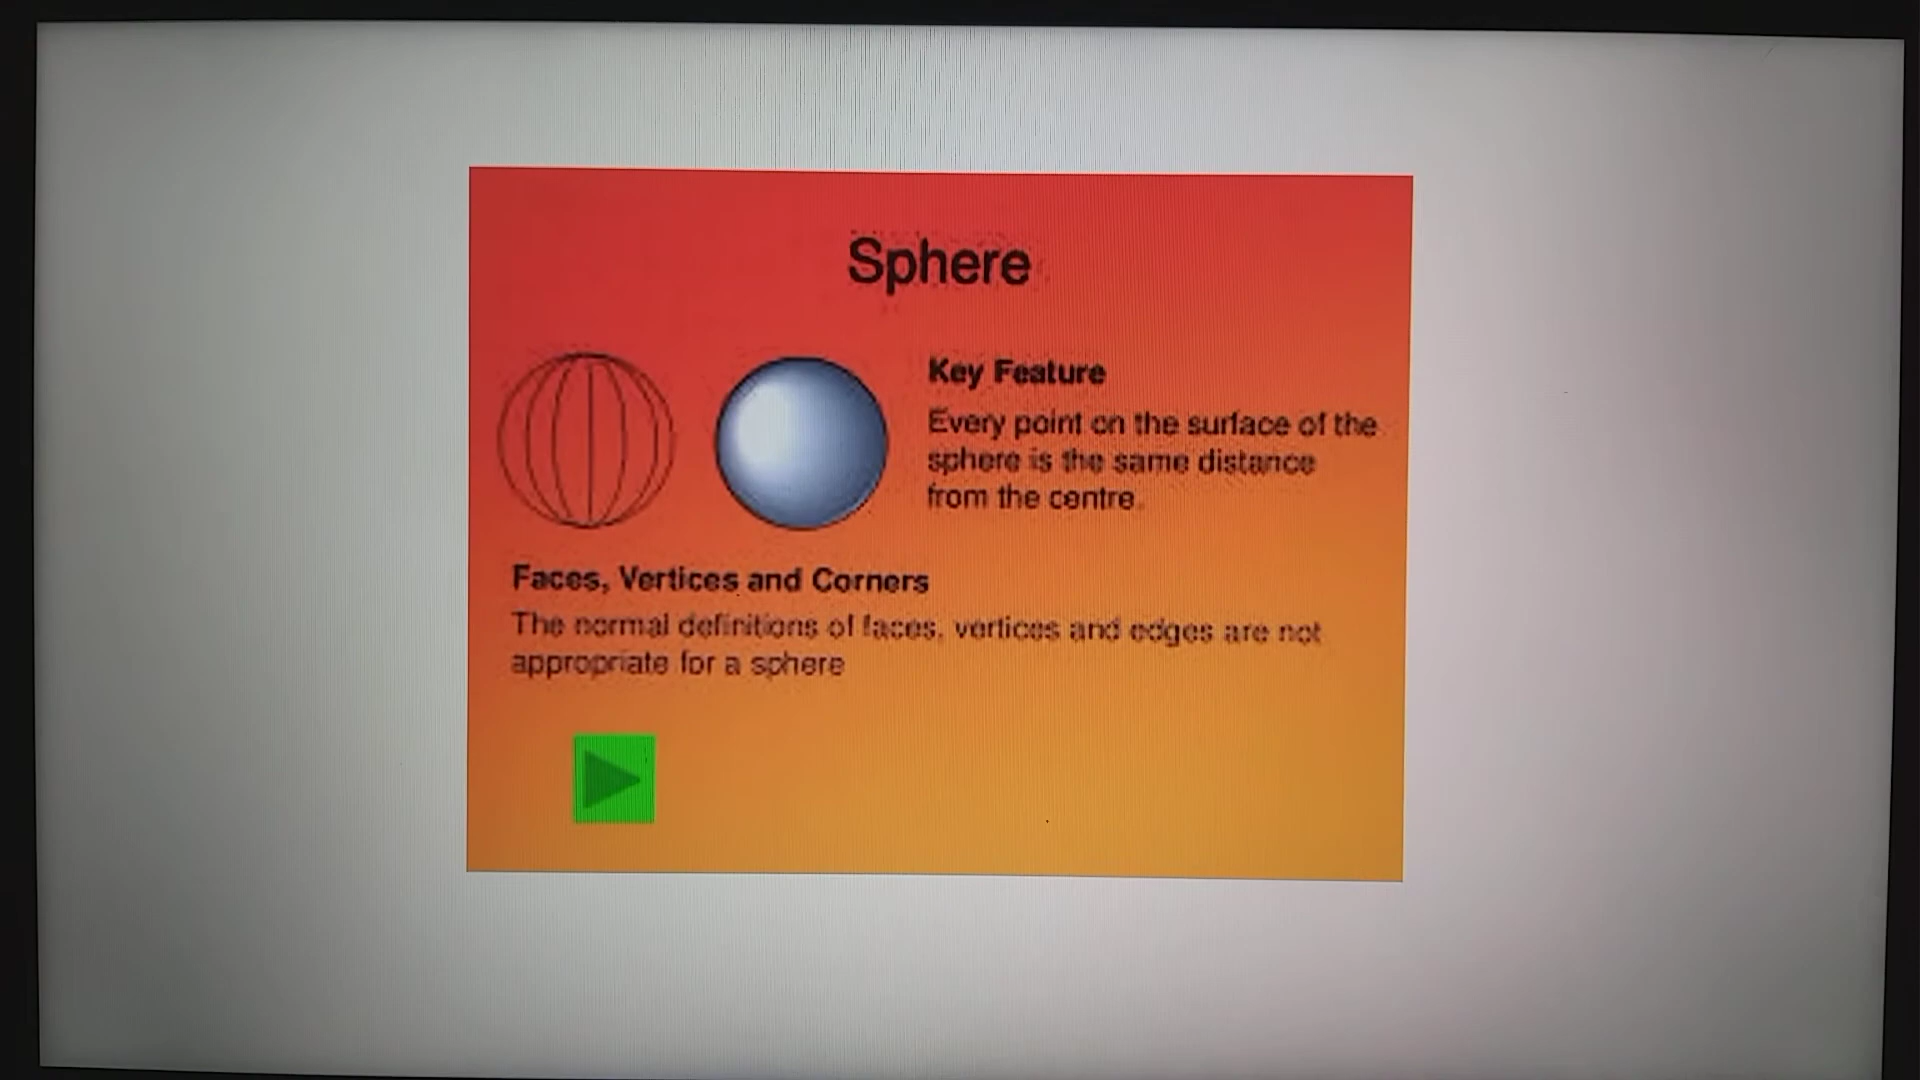 Sphere
Key Feature
Every point on the surface of the
sphere is the same distance
from the centre.
Faces, Vertices and Corners
The normal definitions of faces, vertices and edges are not
appropriate for a sphere